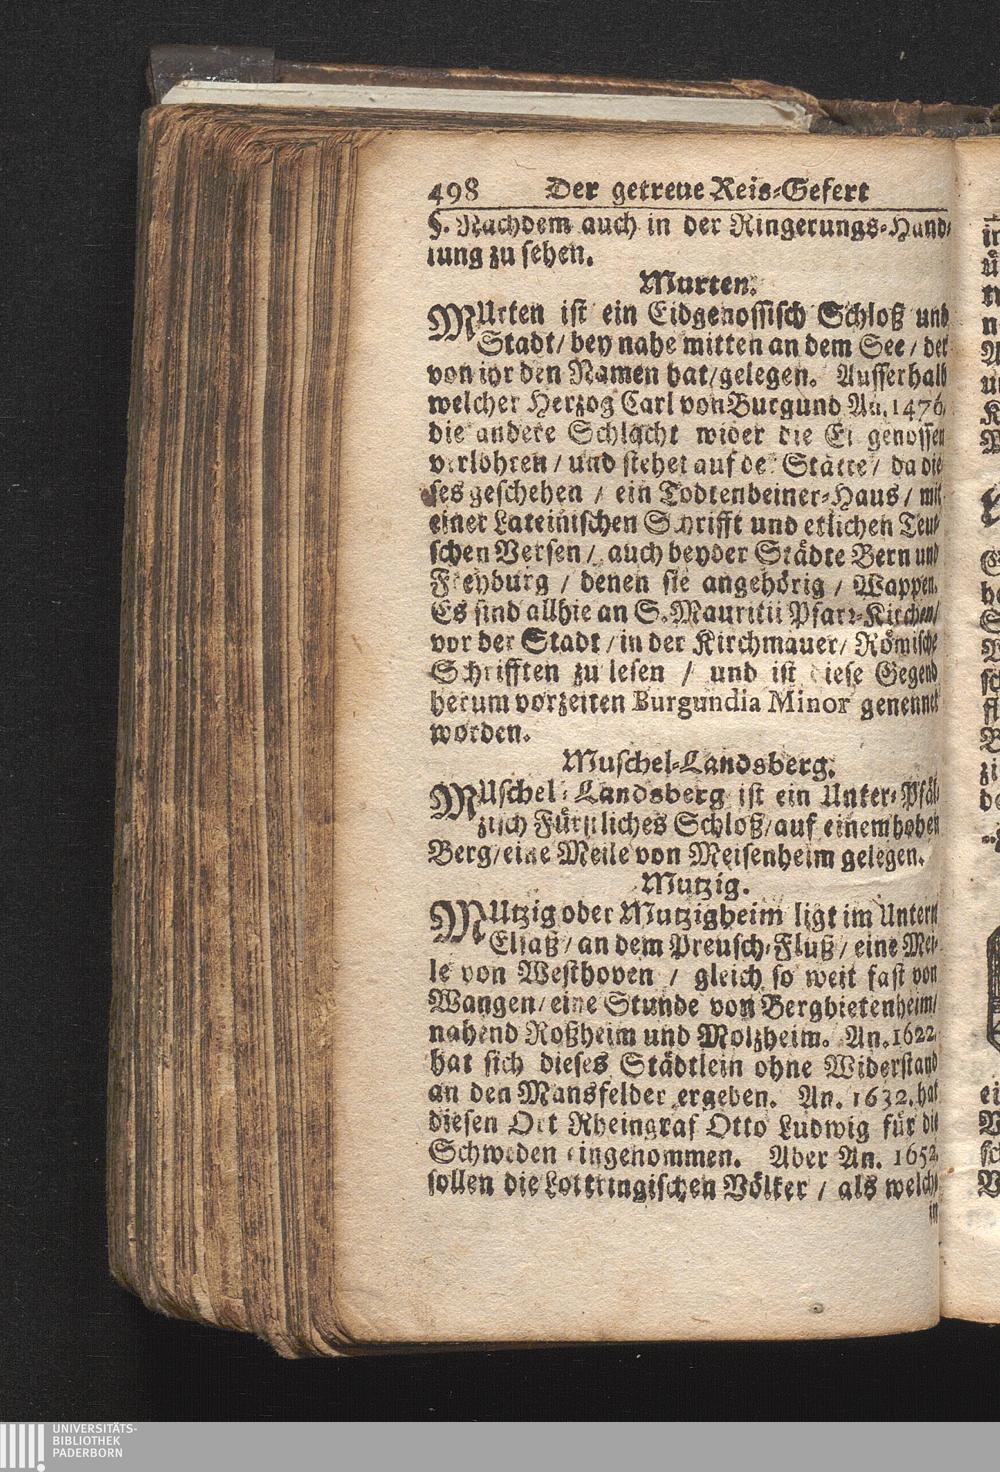 498 Der getreue Reis-Gefert
§. Nachdem auch in der Ringerungs-Hand-
lung zu sehen.
Murten.
MUrten ist ein Eidgenossisch Schloß und
Stadt/ bey nahe mitten an dem See / der
von ihr den Namen hat/gelegen. Ausserhalb
welcher Herzog Carl von Burgund An. 1476.
die andere Schlacht wider die Eidgenossen
verlohren / und stehet auf der Stätte / da die-
ses geschehen / ein Todtenbeiner-Haus / mit
einer Lateinischen Schrifft und etlichen Teu-
schen Versen / auch beyder Städte Bern und
Freyburg / denen sie angehörig / Wappen.
Es sind allhie an S. Mauritii Pfarr-Kirchen/
vor der Stadt / in der Kirchmauer / Römische
Schrifften zu lesen / und ist diese Gegend
herum vorzeiten Burgundia Minor genennet
worden.
Muschel-Landsberg.
MUschel-Landsberg ist ein Unter-Pfäl-
zisch Fürstliches Schloß/auf einem hohen
Berg/eine Meile von Meisenheim gelegen.
Mutzig.
MUtzig oder Mutzigheim ligt im Untern
Elsaß / an dem Preusch-Fluß / eine Mei-
le von Westhoven / gleich so weit fast von
Wangen/ eine Stunde von Bergbietenheim/
nahend Roßheim und Molzheim. An. 1622.
hat sich dieses Städtlein ohne Widerstand
an den Mansfelder ergeben. An. 1632. hat
diesen Ort Rheingraf Otto Ludwig für die
Schweden eingenommen. Aber An. 1652.
sollen die Lottringischen Völker / als welche
in
UNIVERSITÄTS-
BIBLIOTHEK
PADERBORN